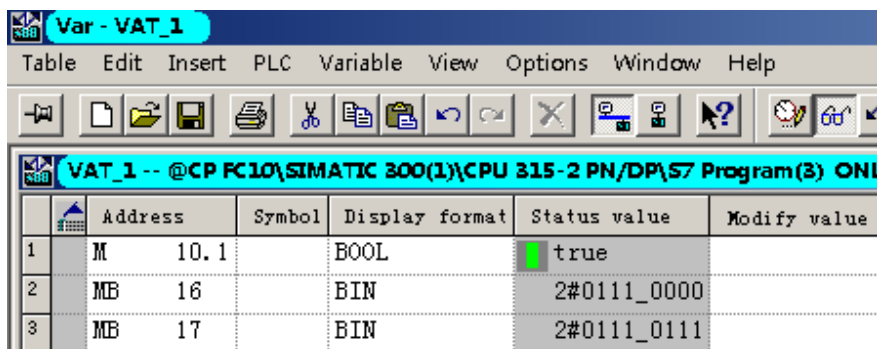 Var - VAT_1
Table Edit Insert PLC Variable View Options Window Help
VAT_1 -- @CP FC10\SIMATIC 300(1)\CPU 315-2 PN/DP\S7 Program(3) ONL
Address Symbol Display format Status value Modify value
1 M 10.1 BOOL true
2 MB 16 BIN 2#0111_0000
3 MB 17 BIN 2#0111_0111